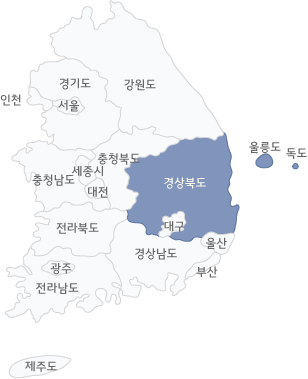 경기도
강원도
인천
서울
울릉도
독도
충청북도
세종시
충청남도
경상북도
대전
전라북도
대구
울산
경상남도
광주
부산
전라남도
제주도